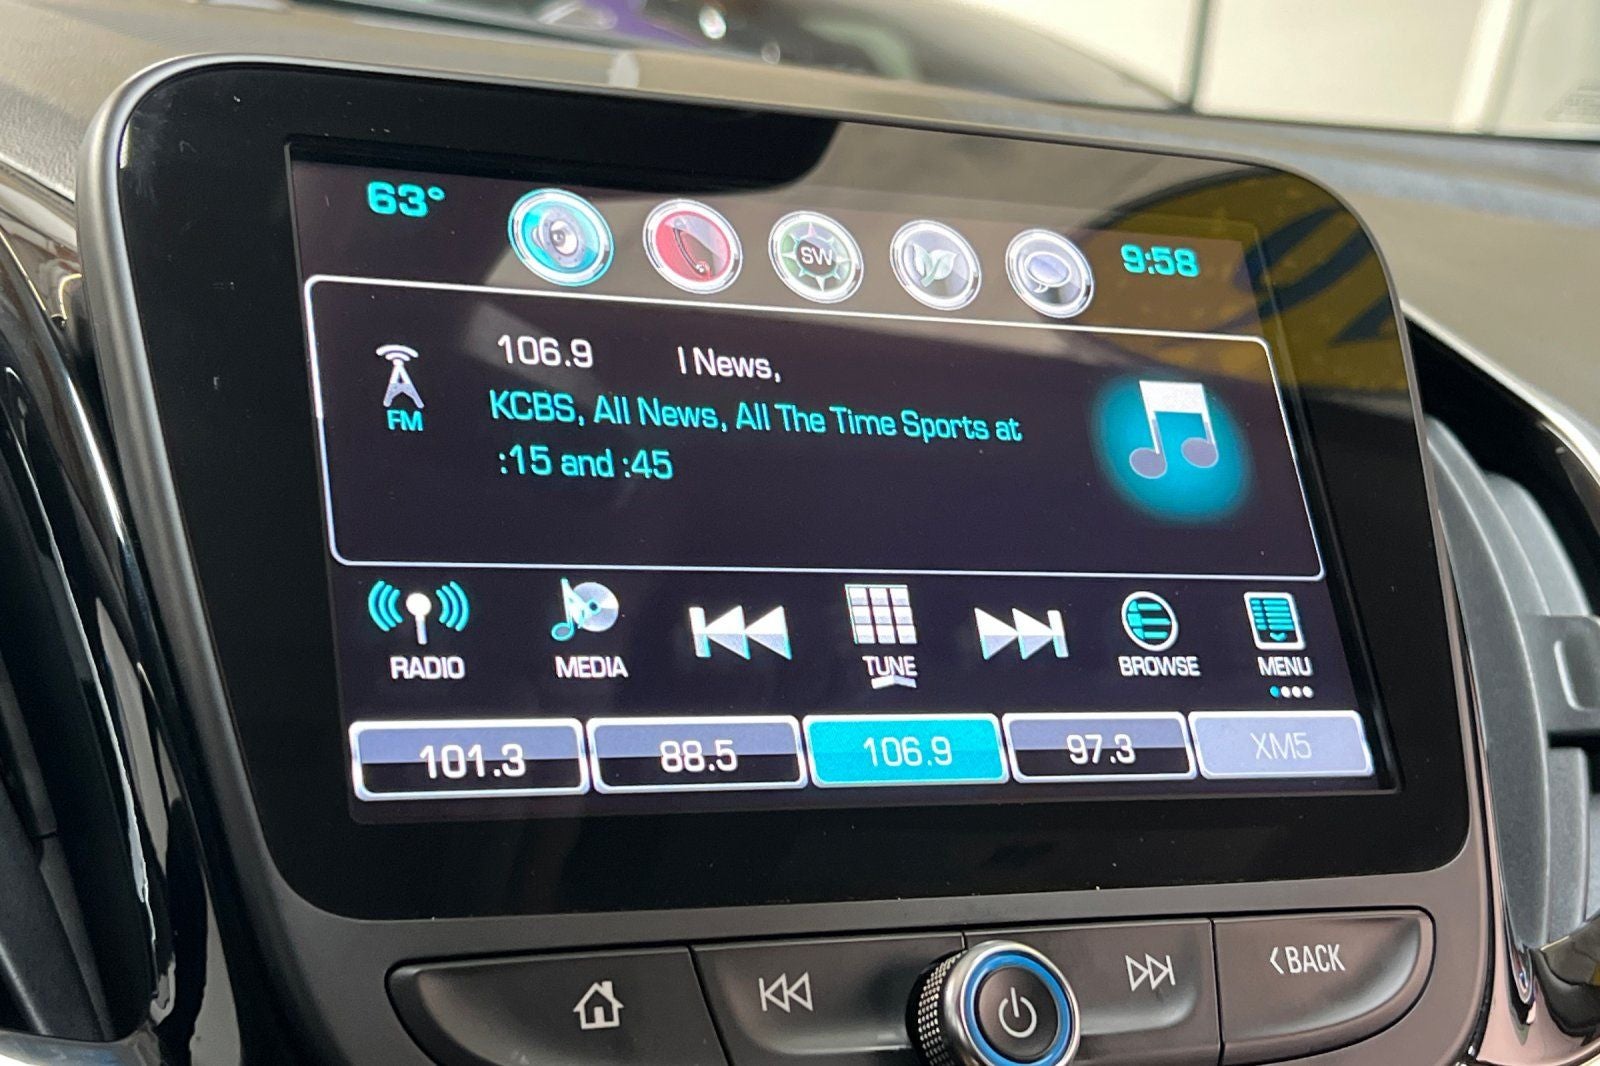 63°
SW
9:58
106.9 I News,
KCBS, All News, All The Time Sports at
:15 and :45
FM
RADIO
MEDIA
TUNE
BROWSE
MENU
101.3
88.5
106.9
97.3
XM5
BACK